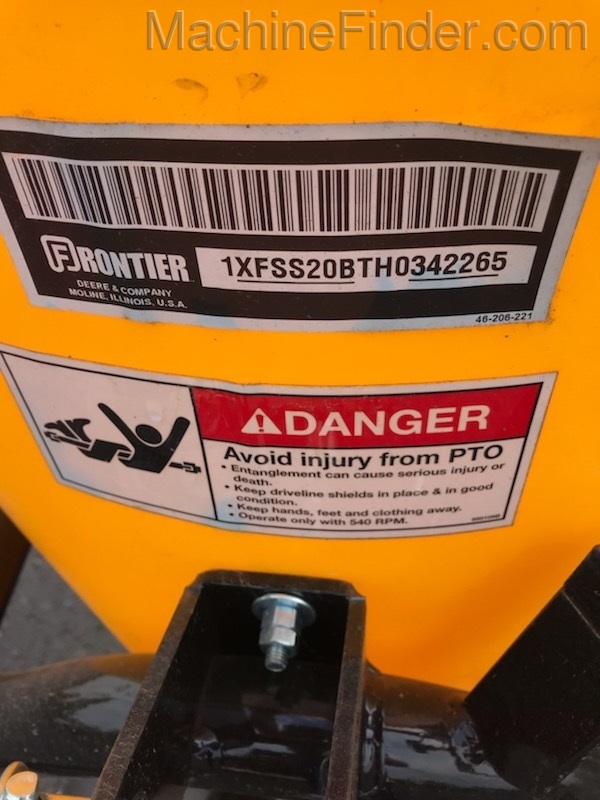 MachineFinder.com
FRONTIER
1XFSS20BTH0342265
DEERE & COMPANY
MOLINE, ILLINOIS, U.S.A.
46-206-221
DANGER
Avoid injury from PTO
• Entanglement can cause serious injury or
death.
• Keep driveline shields in place & in good
condition.
• Keep hands, feet and clothing away.
• Operate only with 540 RPM.